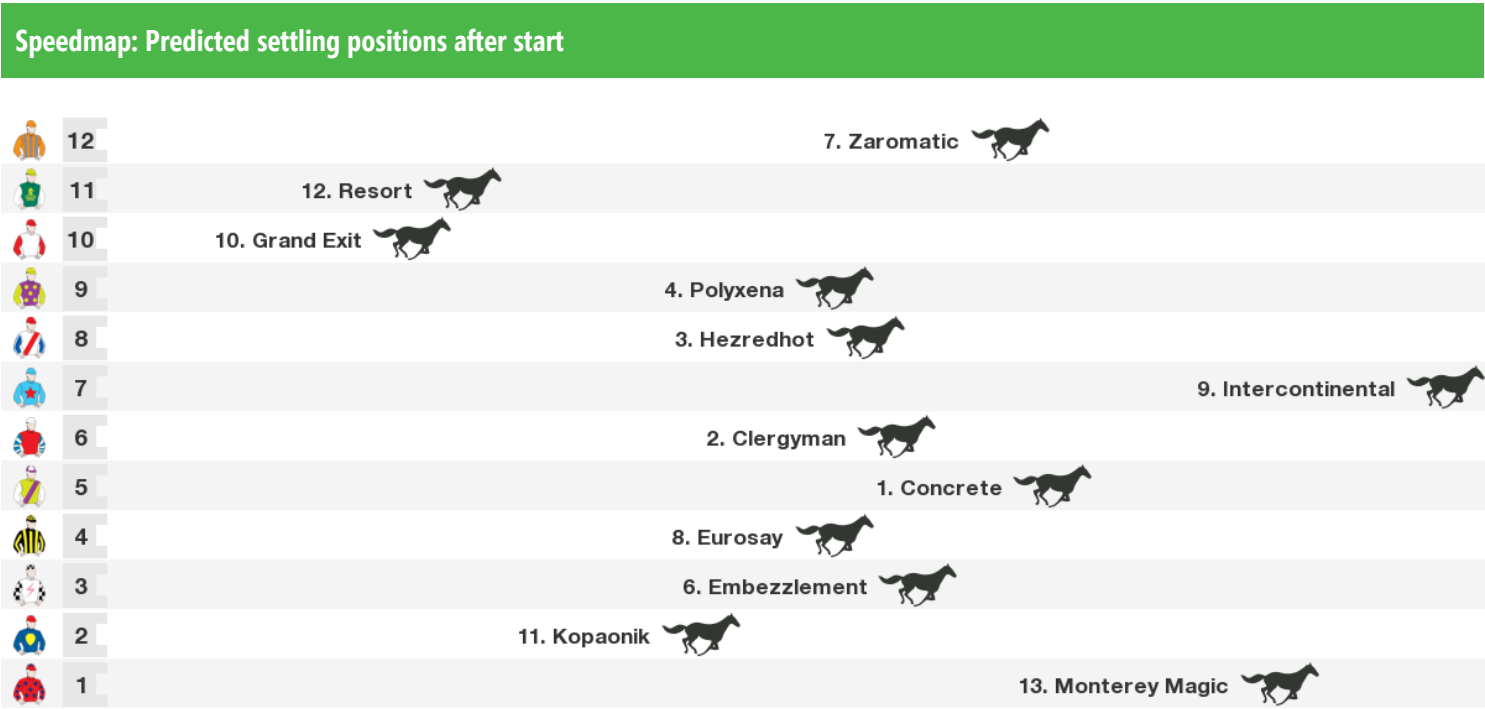 Speedmap: Predicted settling positions after start
12 7. Zaromatic
11 12. Resort
10 10. Grand Exit
9 4. Polyxena
8 3. Hezredhot
7 9. Intercontinental
6 2. Clergyman
5 1. Concrete
4 8. Eurosay
3 6. Embezzlement
2 11. Kopaonik
1 13. Monterey Magic